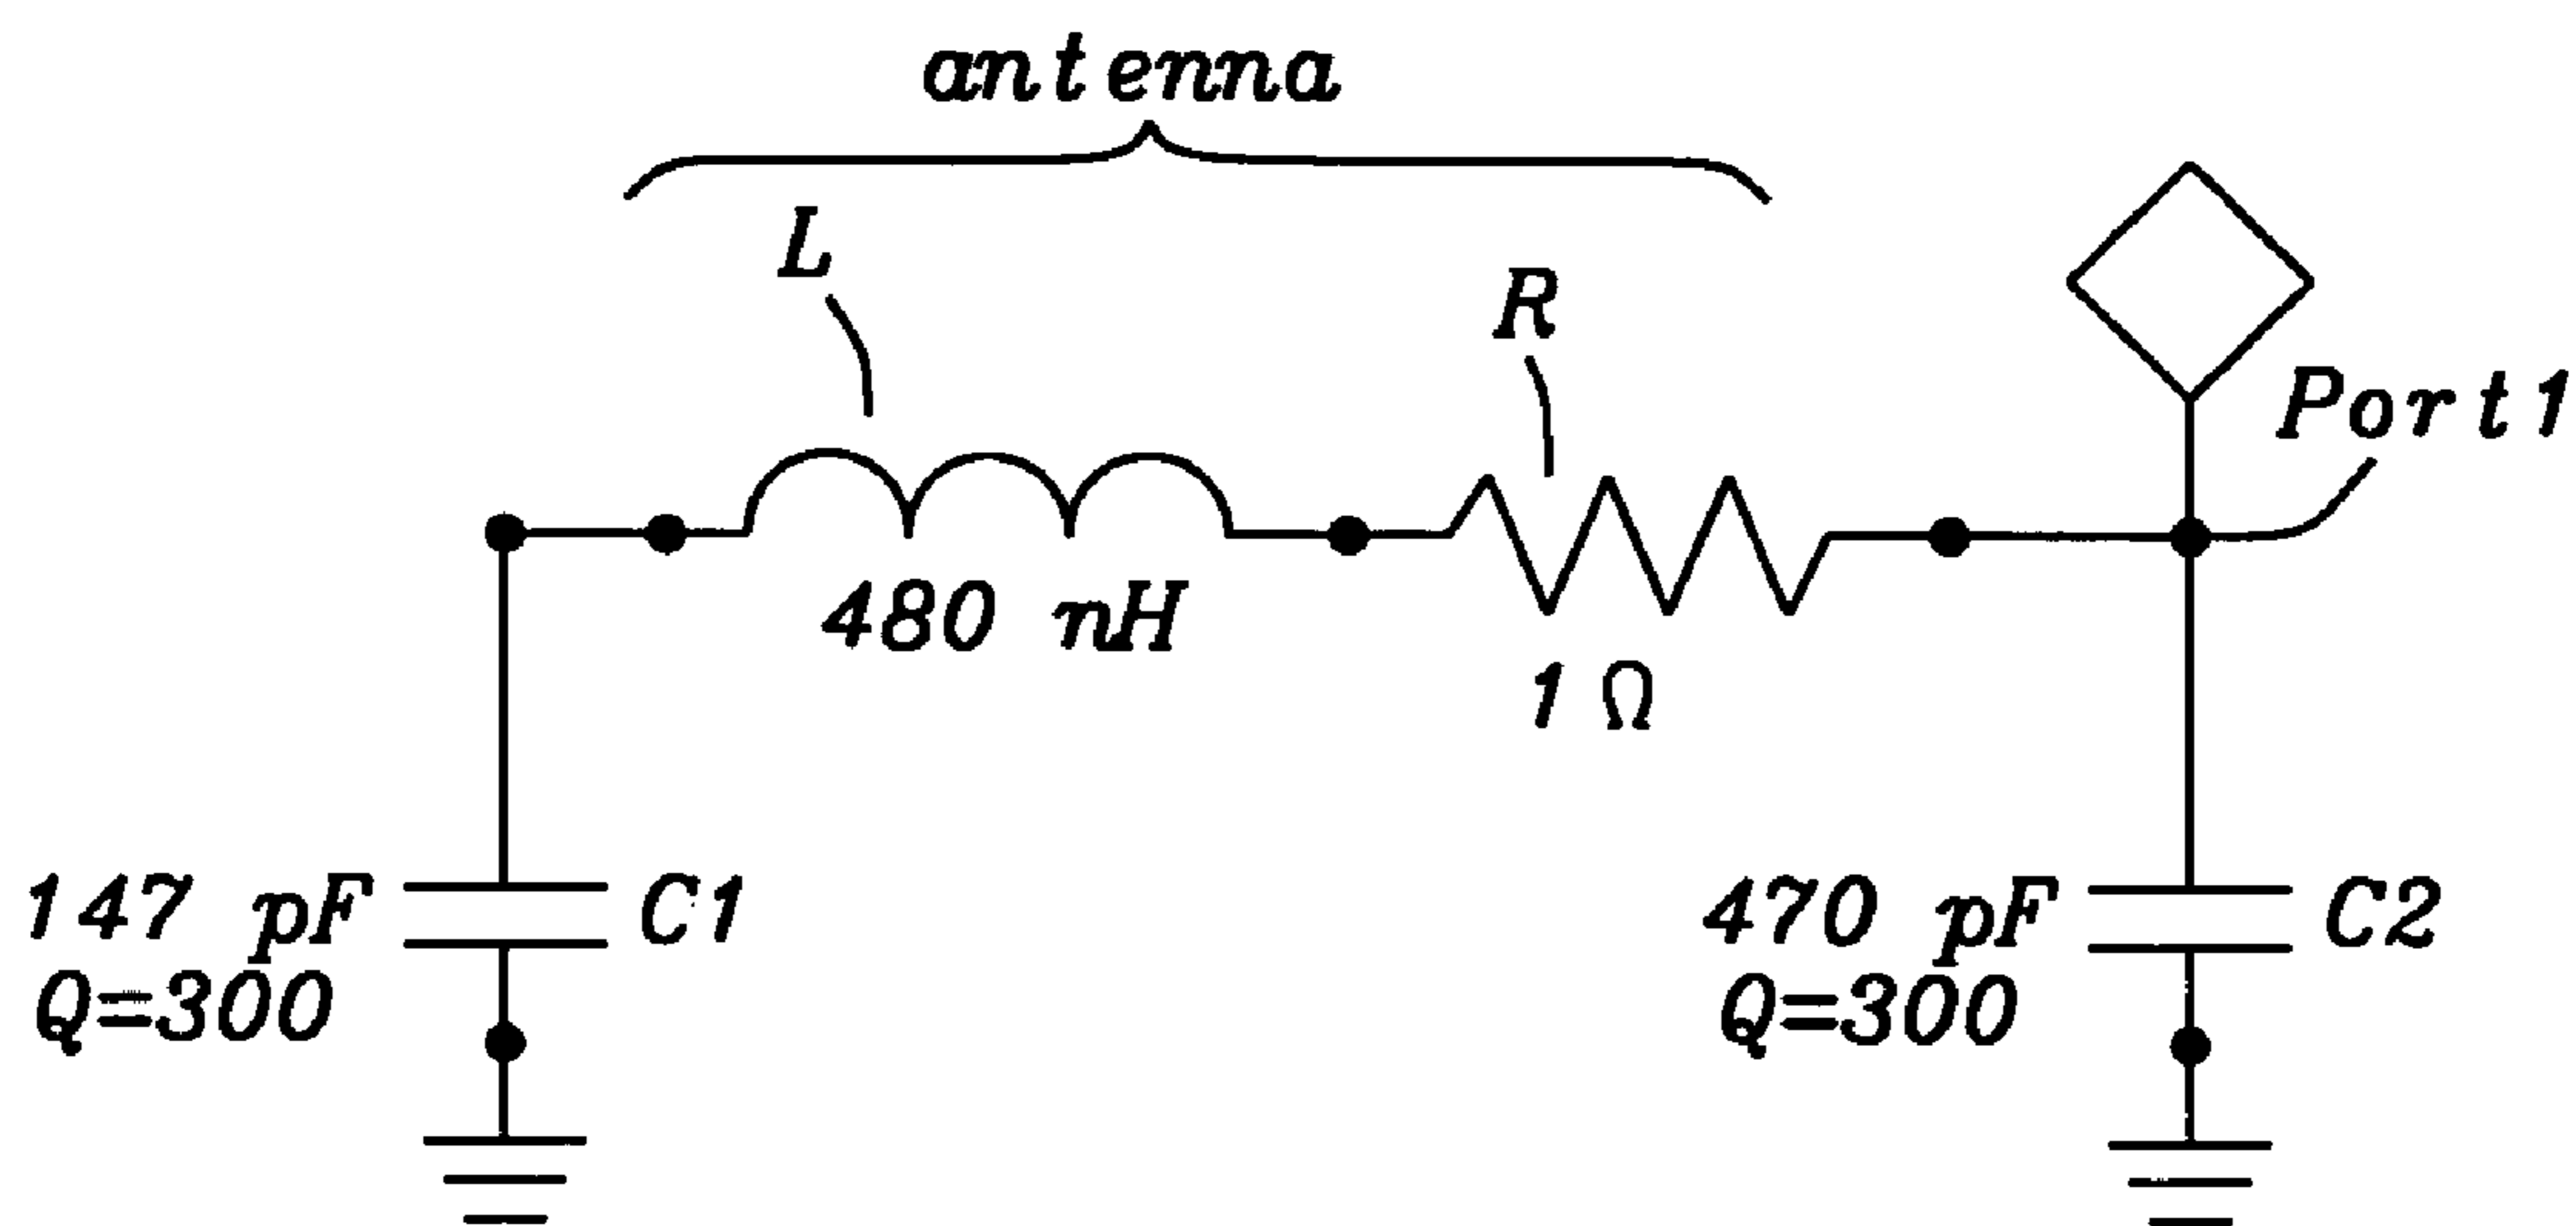 antenna
L
R
Port1
480 nH
1 Ω
147 pF
Q=300
C1
470 pF
Q=300
C2